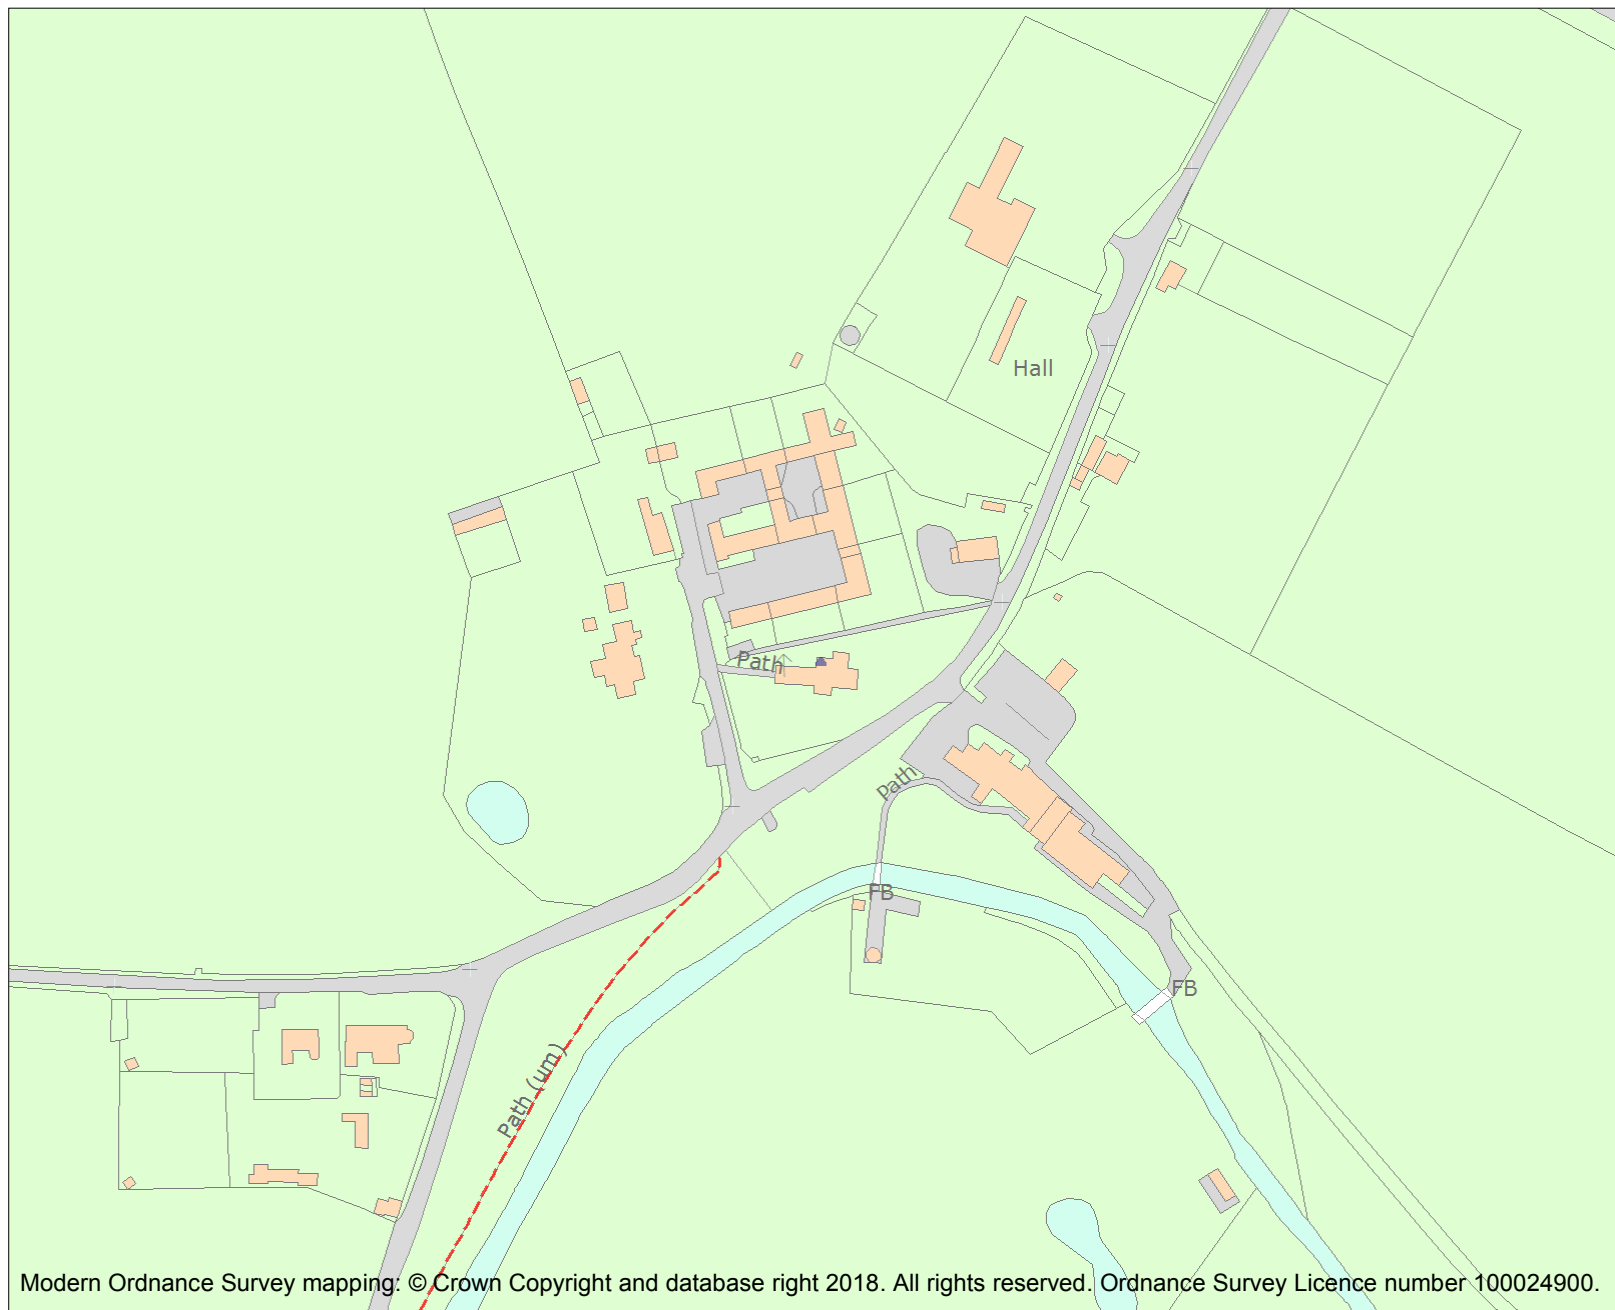 Hall
Path
Path
FB
FB
Path (um)
Modern Ordnance Survey mapping: © Crown Copyright and database right 2018. All rights reserved. Ordnance Survey Licence number 100024900.